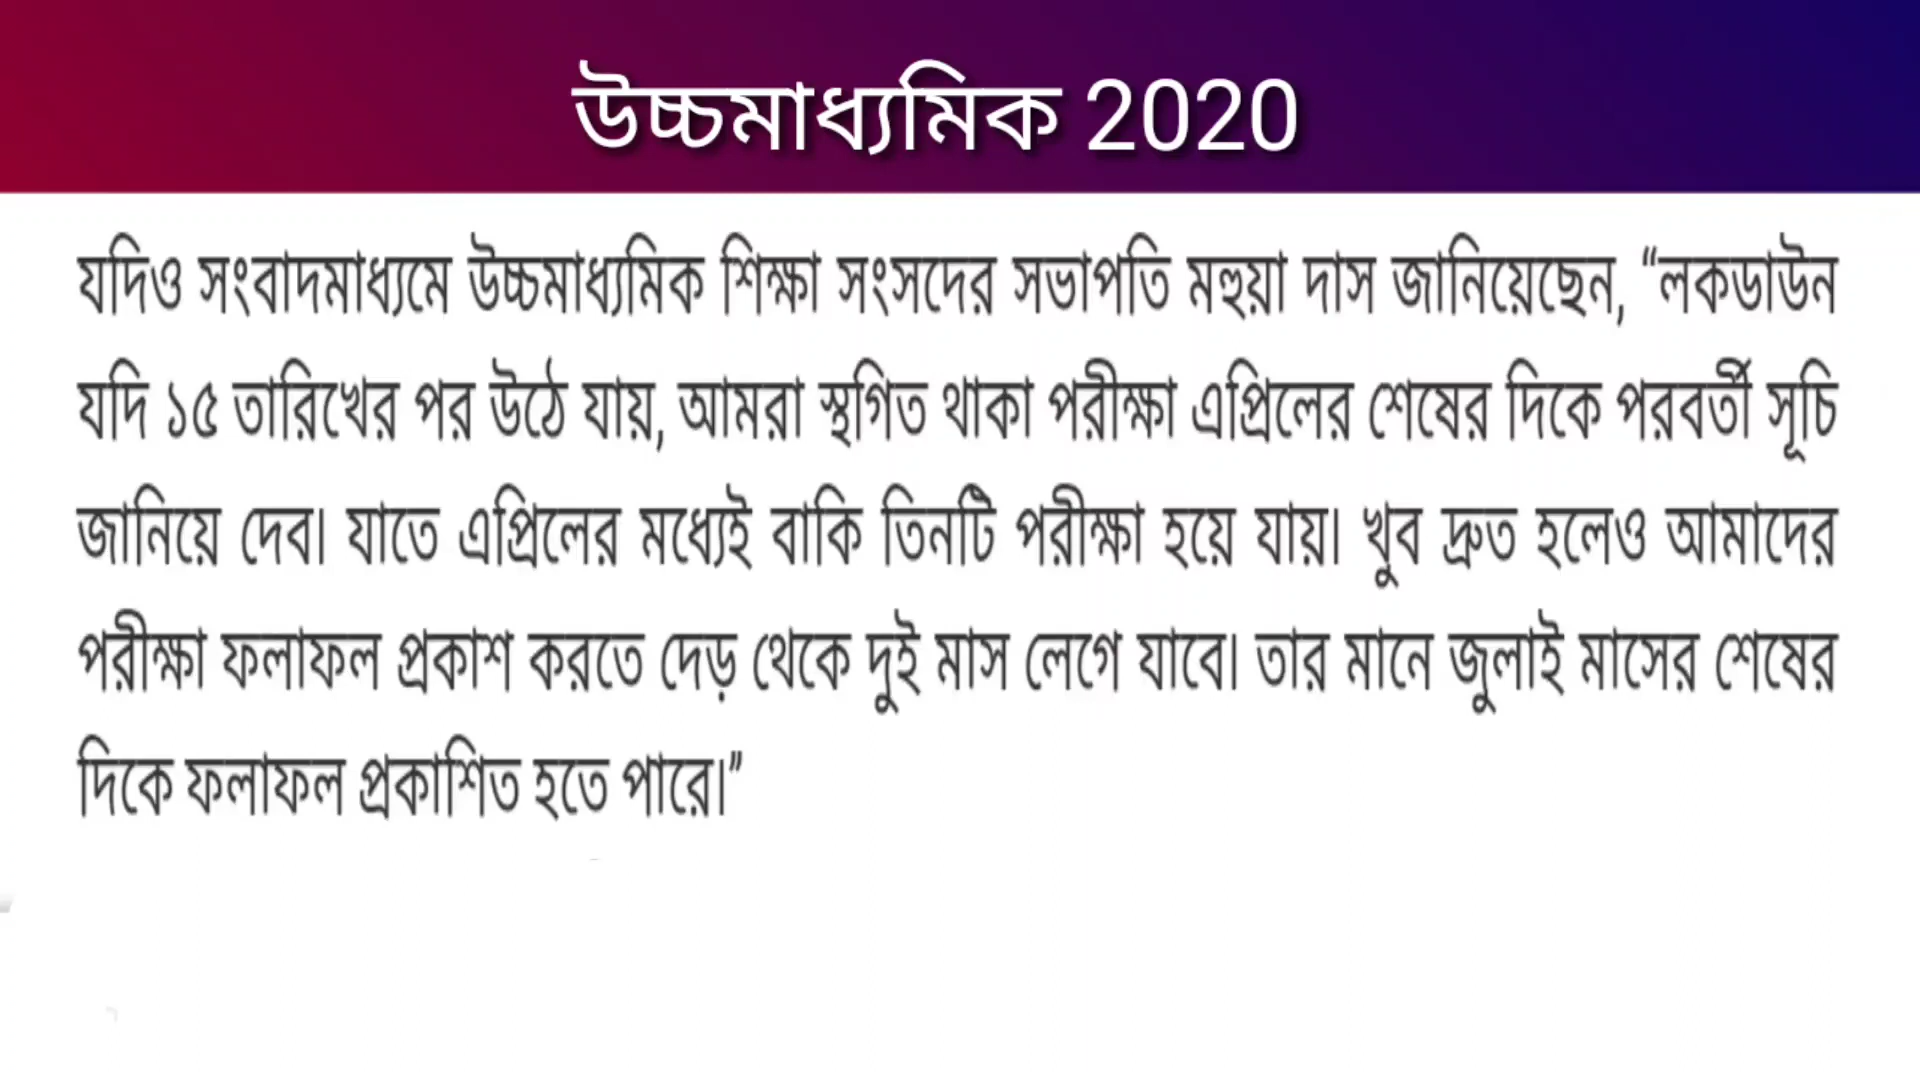 উচ্চমাধ্যমিক 2020
যদিও সংবাদমাধ্যমে উচ্চমাধ্যমিক শিক্ষা সংসদের সভাপতি মহুয়া দাস জানিয়েছেন, “লকডাউন
যদি ১৫ তারিখের পর উঠে যায়, আমরা স্থগিত থাকা পরীক্ষা এপ্রিলের শেষের দিকে পরবর্তী সূচি
জানিয়ে দেব। যাতে এপ্রিলের মধ্যেই বাকি তিনটি পরীক্ষা হয়ে যায়। খুব দ্রুত হলেও আমাদের
পরীক্ষা ফলাফল প্রকাশ করতে দেড় থেকে দুই মাস লেগে যাবে। তার মানে জুলাই মাসের শেষের
দিকে ফলাফল প্রকাশিত হতে পারে।”